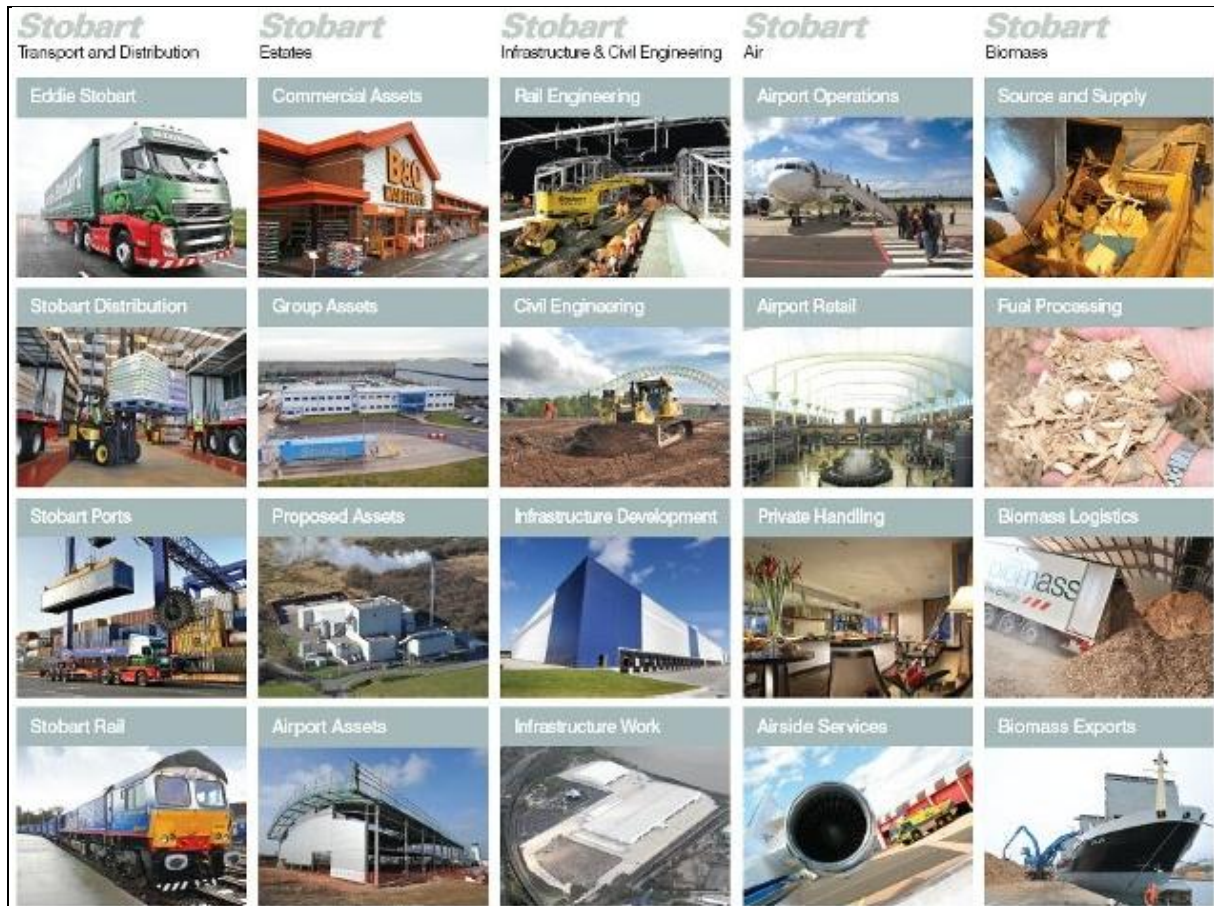 Stobart
Transport and Distribution
Stobart
Estates
Stobart
Infrastructure & Civil Engineering
Stobart
Air
Stobart
Biomass
Eddie Stobart
Commercial Assets
B&Q
Rail Engineering
Airport Operations
Source and Supply
Stobart Distribution
Group Assets
Civil Engineering
Airport Retail
Fuel Processing
Stobart Ports
Proposed Assets
Infrastructure Development
Private Handling
Biomass Logistics
biomass
Stobart Rail
Airport Assets
Infrastructure Work
Airside Services
Biomass Exports